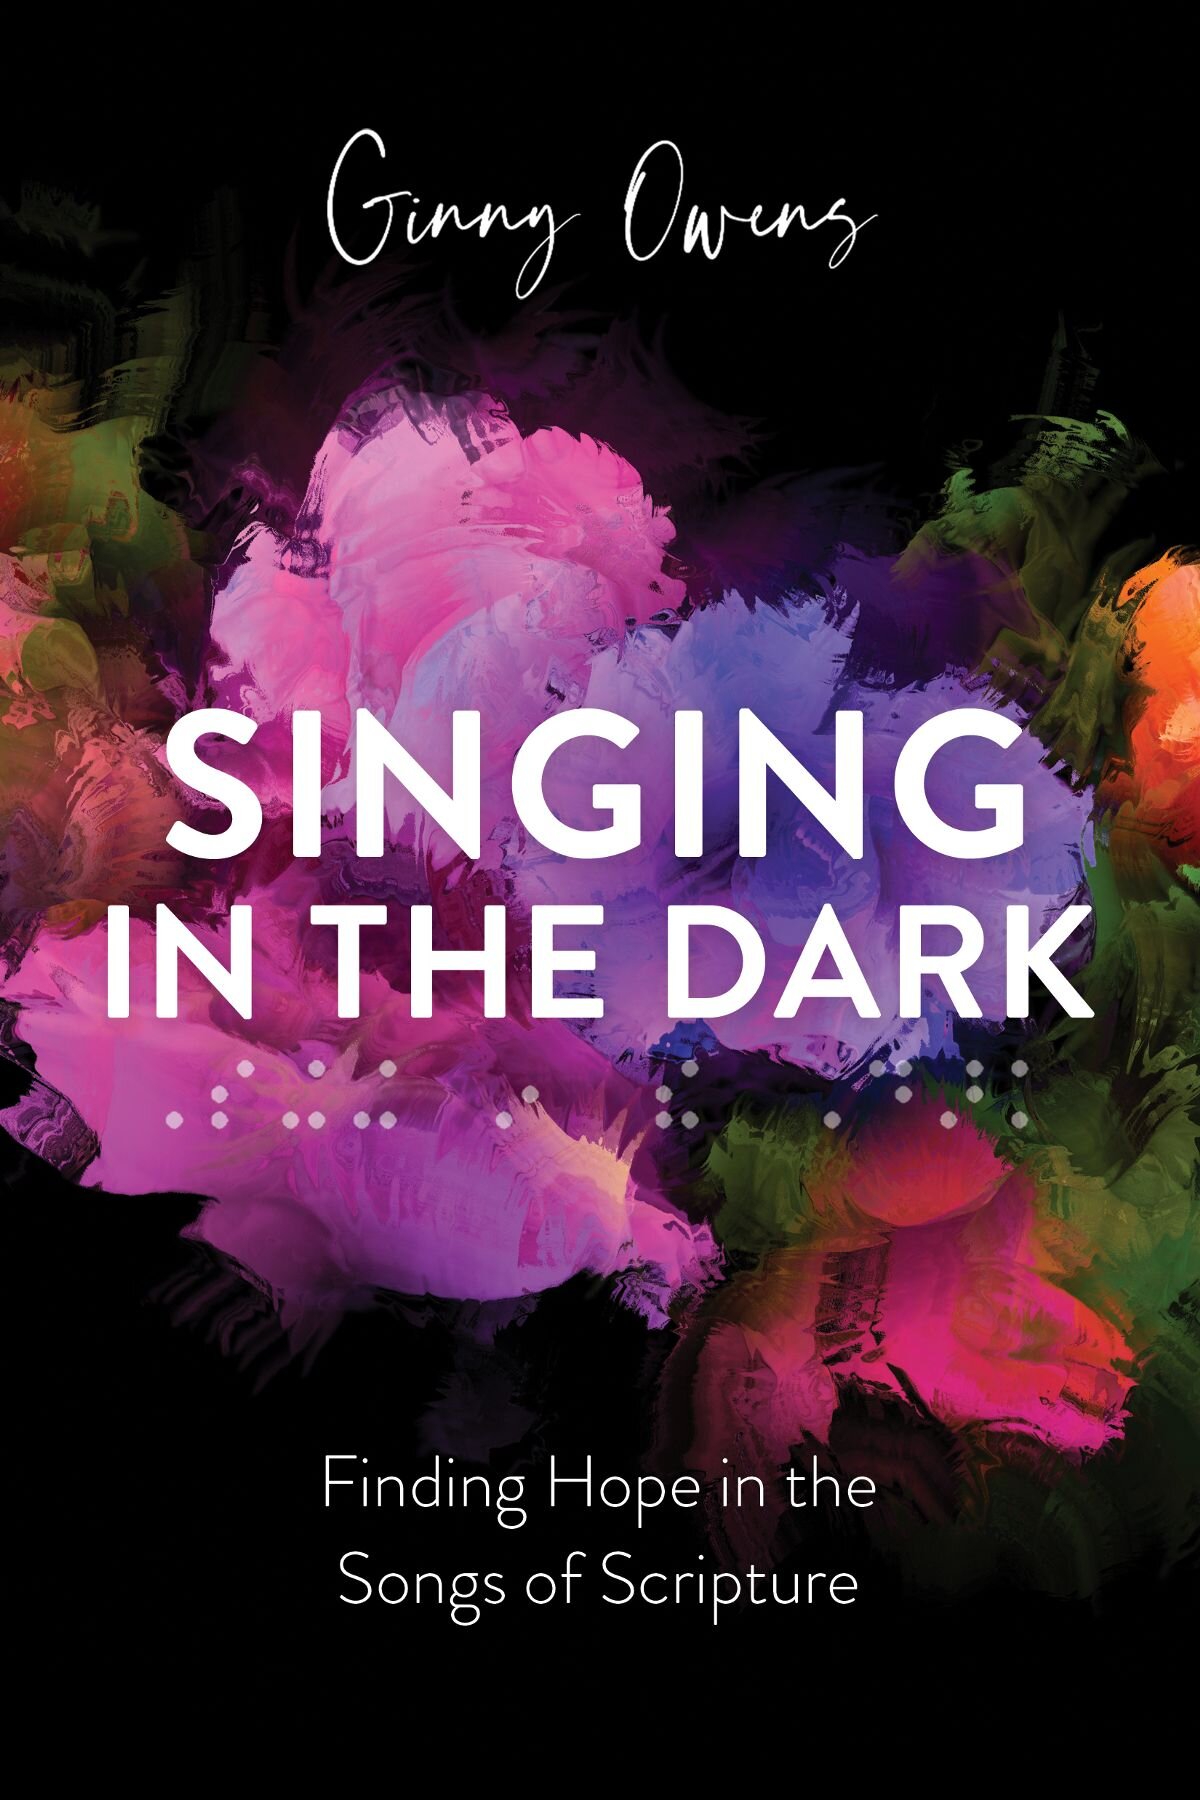 Ginny Owens
SINGING
IN THE DARK
Finding Hope in the
Songs of Scripture